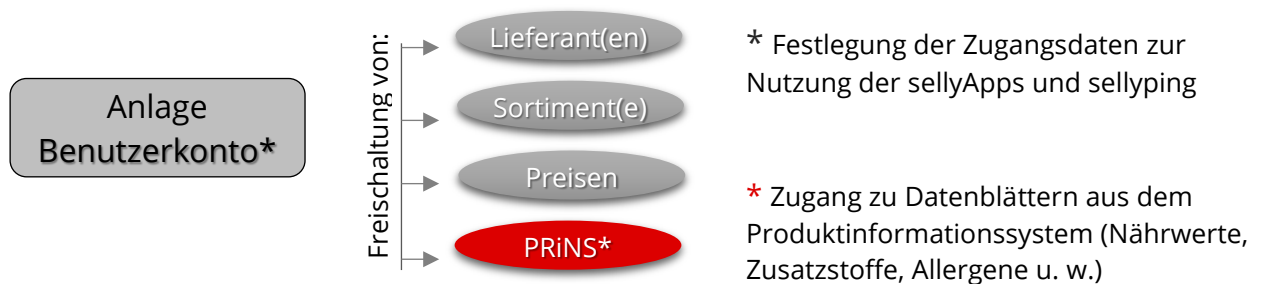 Anlage
Benutzerkonto*
Freischaltung von:
Lieferant(en)
Sortiment(e)
Preisen
PRiNS*
* Festlegung der Zugangsdaten zur
Nutzung der sellyApps und sellyping
* Zugang zu Datenblättern aus dem
Produktinformationssystem (Nährwerte,
Zusatzstoffe, Allergene u. w.)